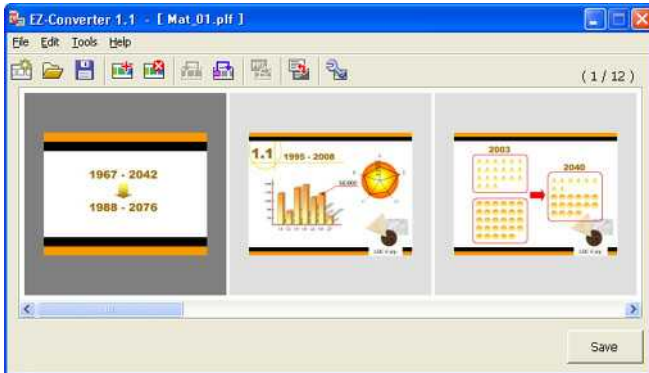 EZ-Converter 1.1 - [ Mat_01.plf ]
File Edit Tools Help
( 1 / 12 )
1967 - 2042
1988 - 2076
1.1 1995 - 2008
2003
2040
Save